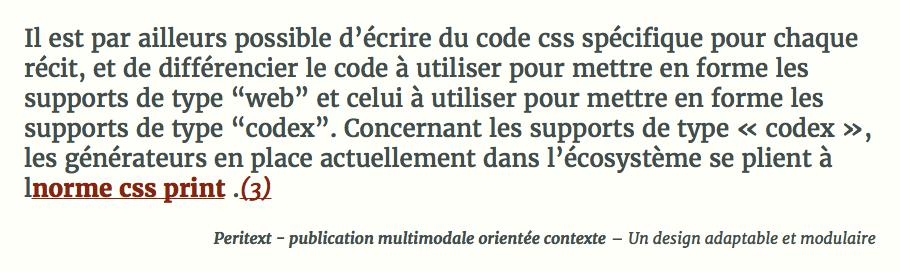 Il est par ailleurs possible d’écrire du code css spécifique pour chaque
récit, et de différencier le code à utiliser pour mettre en forme les
supports de type “web” et celui à utiliser pour mettre en forme les
supports de type “codex”. Concernant les supports de type « codex »,
les générateurs en place actuellement dans l’écosystème se plient à
lnorme css print .(3)
Peritext - publication multimodale orientée contexte – Un design adaptable et modulaire